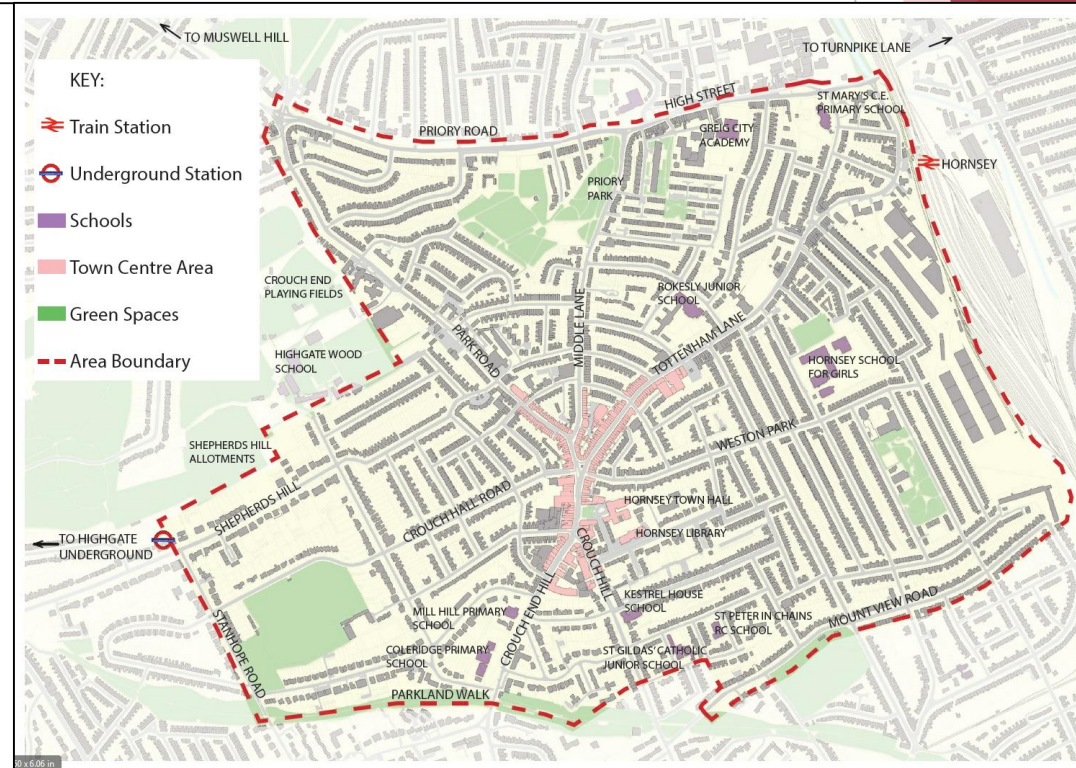 TO MUSWELL HILL
TO TURNPIKE LANE
KEY:
Train Station
Underground Station
Schools
Town Centre Area
Green Spaces
Area Boundary
HIGH STREET
PRIORY ROAD
ST MARY'S C.E.
PRIMARY SCHOOL
GREIG CITY
ACADEMY
HORNSEY
PRIORY
PARK
CROUCH END
PLAYING FIELDS
ROKESLY JUNIOR
SCHOOL
MIDDLE LANE
PARK ROAD
TOTTENHAM LANE
HIGHGATE WOOD
SCHOOL
HORNSEY SCHOOL
FOR GIRLS
SHEPHERDS HILL
ALLOTMENTS
WESTON PARK
SHEPHERDS HILL
CROUCH HALL ROAD
HORNSEY TOWN HALL
HORNSEY LIBRARY
TO HIGHGATE
UNDERGROUND
CROUCH HILL
CROUCH END HILL
KESTREL HOUSE
SCHOOL
MILL HILL PRIMARY
SCHOOL
ST PETER IN CHAINS
RC SCHOOL
MOUNT VIEW ROAD
STANHOPE ROAD
COLERIDGE PRIMARY
SCHOOL
ST GILDAS' CATHOLIC
JUNIOR SCHOOL
PARKLAND WALK
x 6.06 in